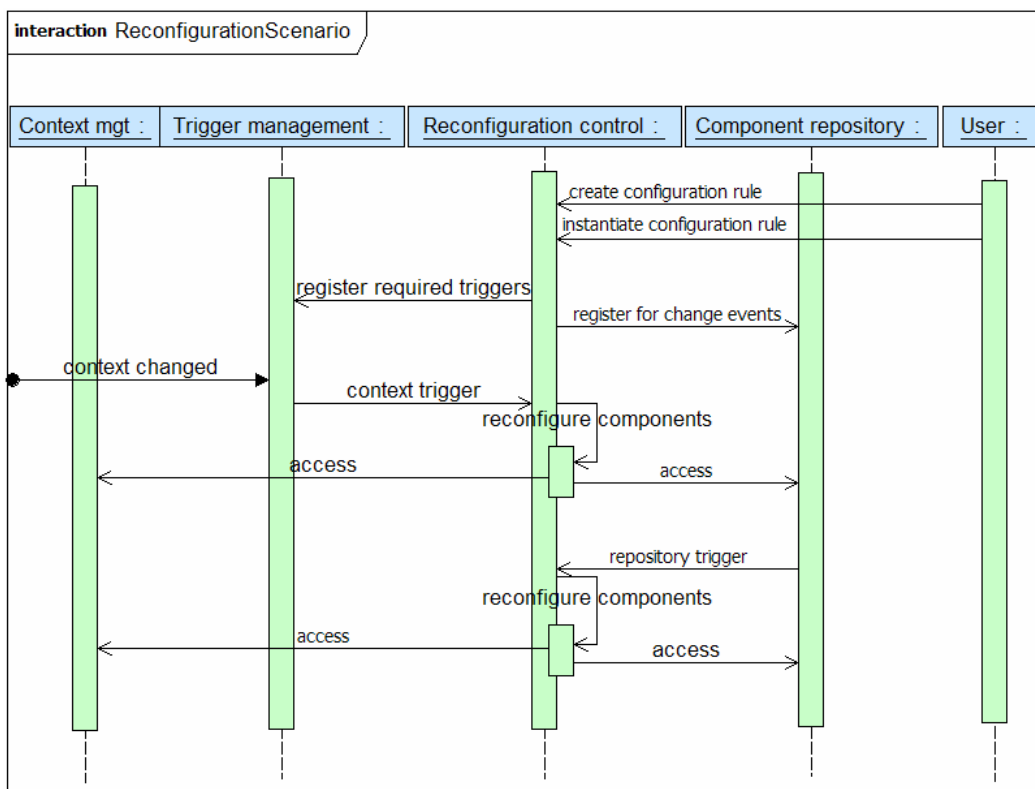 interaction ReconfigurationScenario
Context mgt :
Trigger management :
Reconfiguration control :
Component repository :
User :
create configuration rule
instantiate configuration rule
register required triggers
register for change events
context changed
context trigger
reconfigure components
access
access
repository trigger
reconfigure components
access
access